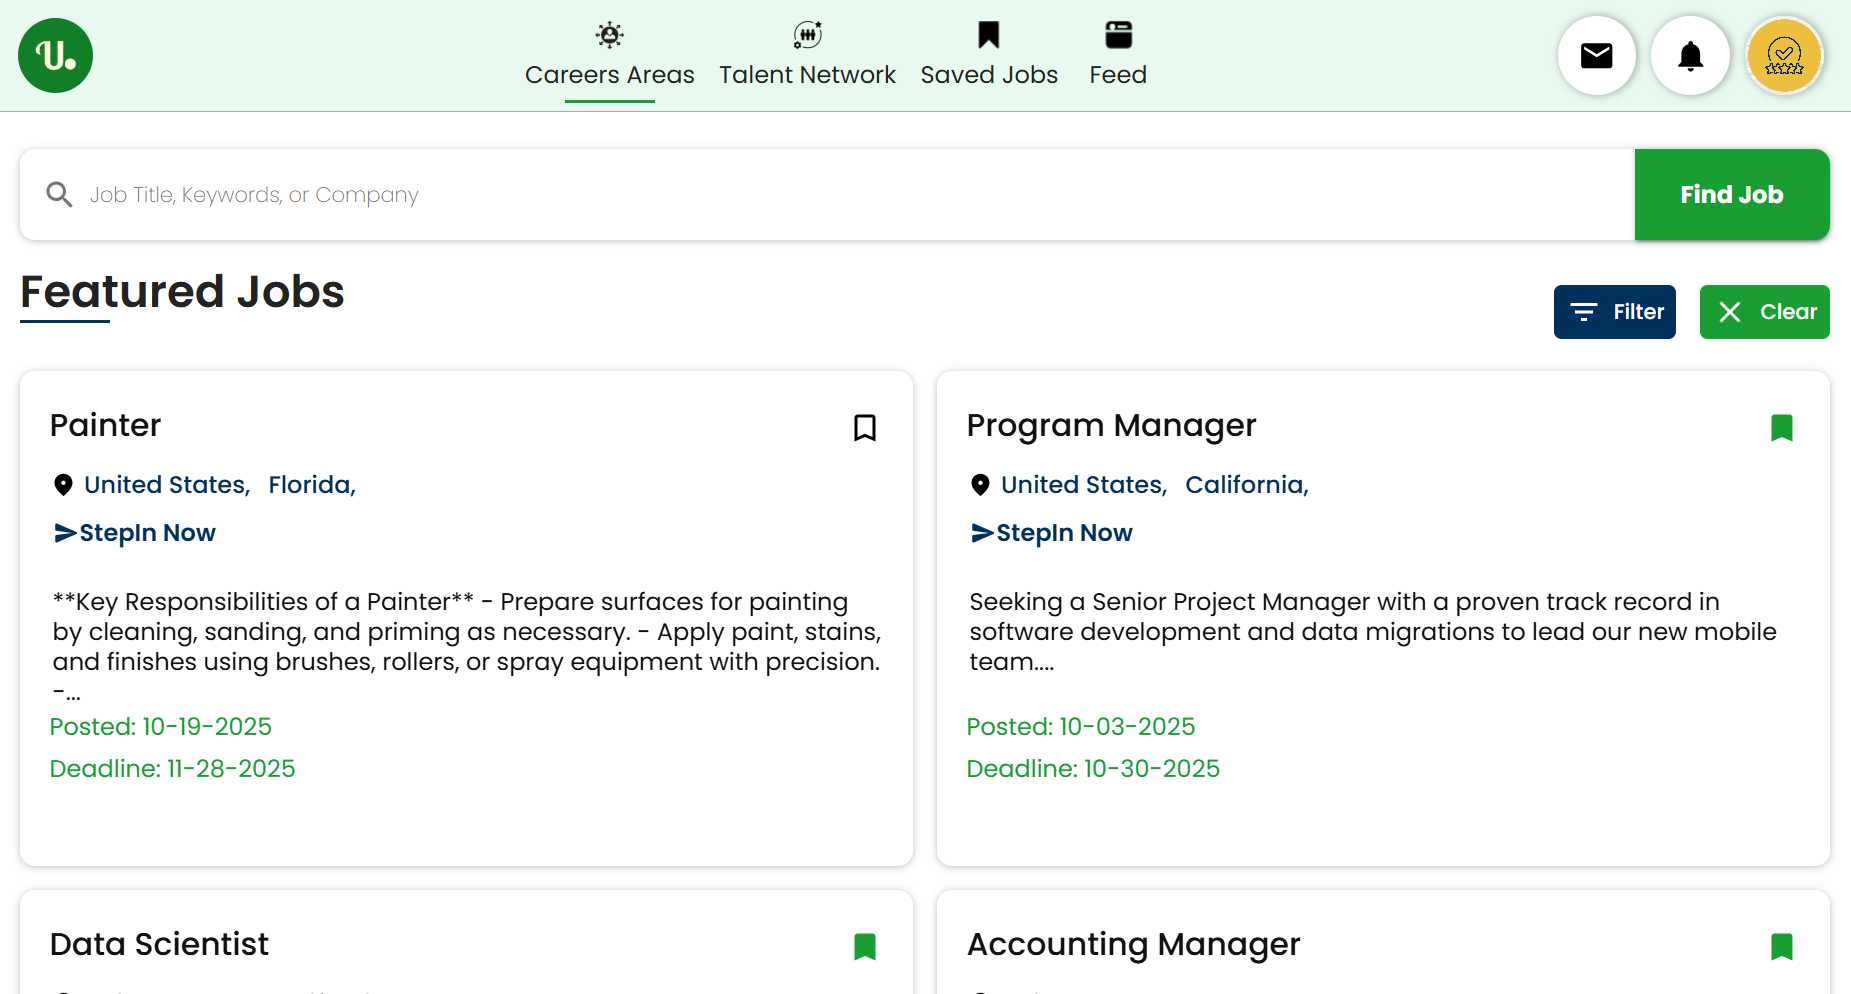 U.
Careers Areas
Talent Network
Saved Jobs
Feed
Job Title, Keywords, or Company
Find Job
Featured Jobs
Filter
Clear
Painter
United States, Florida,
StepIn Now
**Key Responsibilities of a Painter** - Prepare surfaces for painting
by cleaning, sanding, and priming as necessary. - Apply paint, stains,
and finishes using brushes, rollers, or spray equipment with precision.
-...
Posted: 10-19-2025
Deadline: 11-28-2025
Program Manager
United States, California,
StepIn Now
Seeking a Senior Project Manager with a proven track record in
software development and data migrations to lead our new mobile
team....
Posted: 10-03-2025
Deadline: 10-30-2025
Data Scientist
Accounting Manager